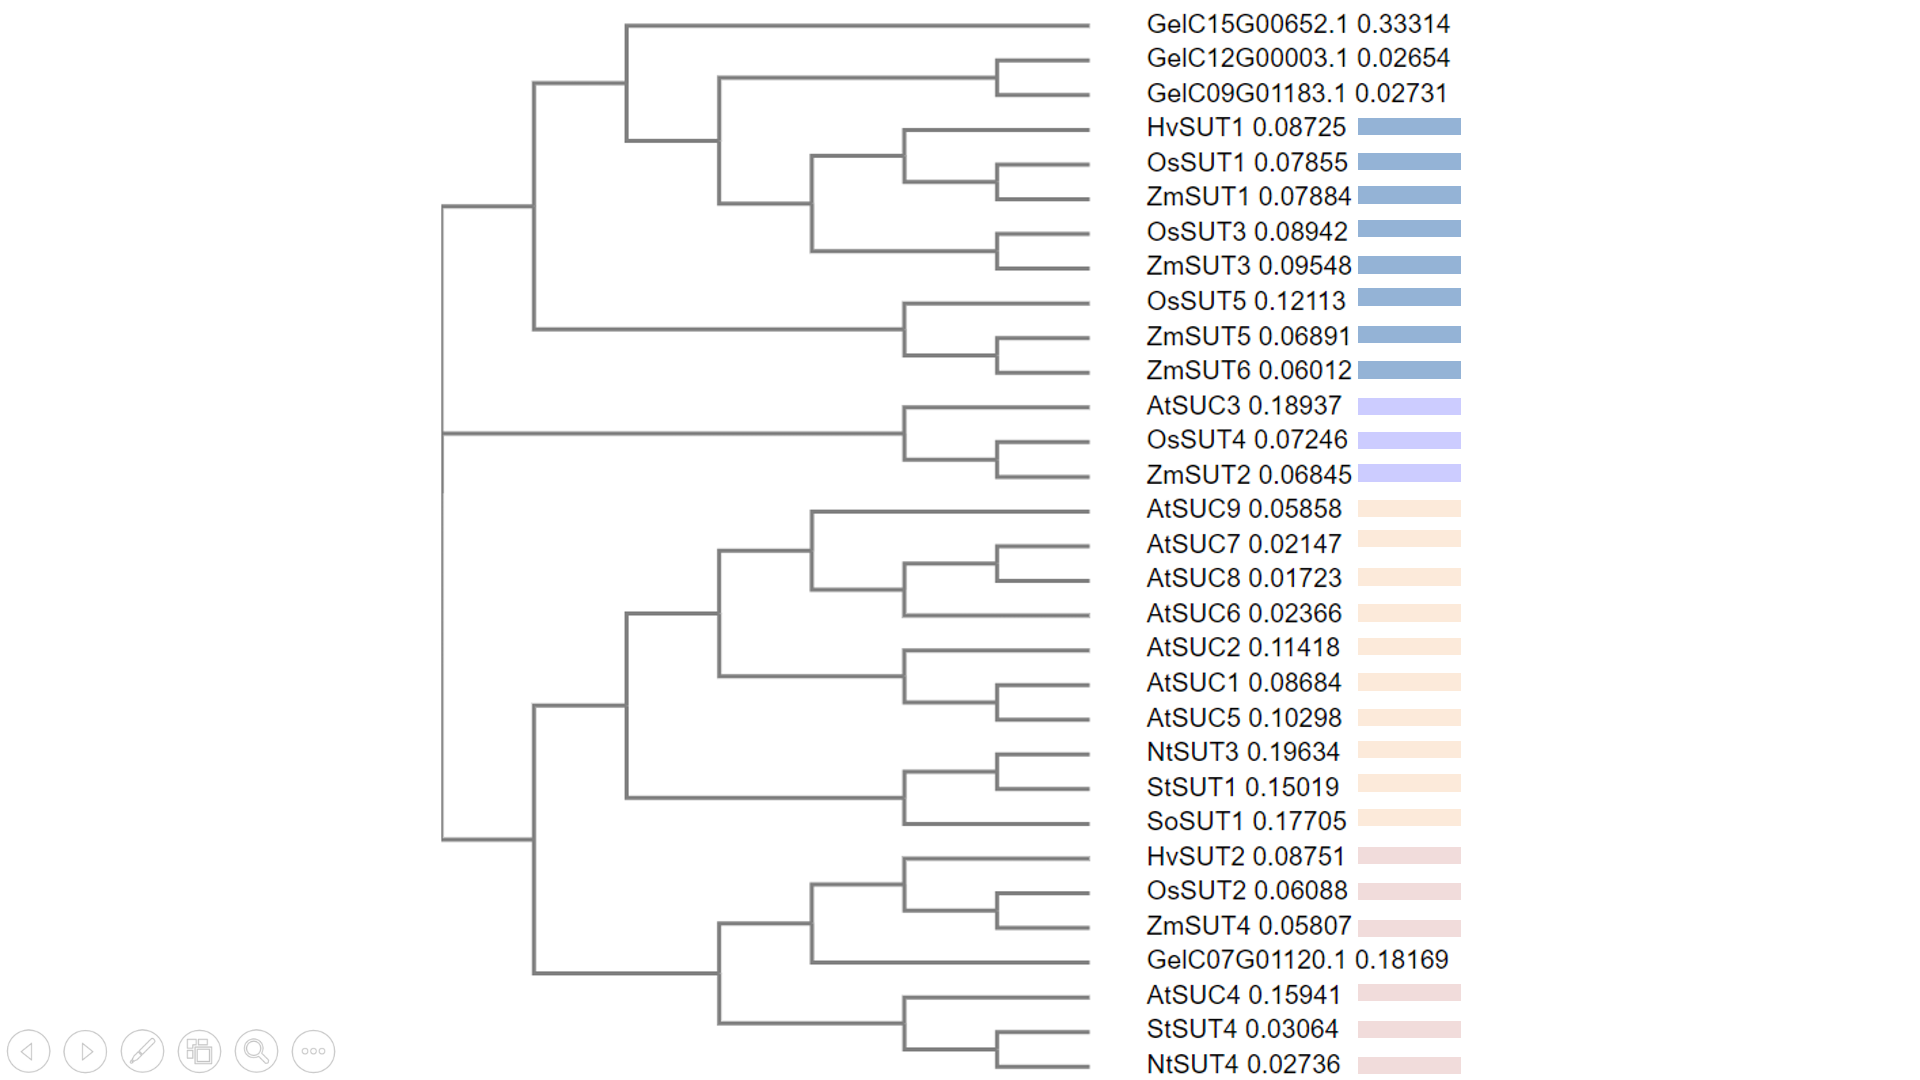 GelC15G00652.1 0.33314
GelC12G00003.1 0.02654
GelC09G01183.1 0.02731
HvSUT1 0.08725
OsSUT1 0.07855
ZmSUT1 0.07884
OsSUT3 0.08942
ZmSUT3 0.09548
OsSUT5 0.12113
ZmSUT5 0.06891
ZmSUT6 0.06012
AtSUC3 0.18937
OsSUT4 0.07246
ZmSUT2 0.06845
AtSUC9 0.05858
AtSUC7 0.02147
AtSUC8 0.01723
AtSUC6 0.02366
AtSUC2 0.11418
AtSUC1 0.08684
AtSUC5 0.10298
NtSUT3 0.19634
StSUT1 0.15019
SoSUT1 0.17705
HvSUT2 0.08751
OsSUT2 0.06088
ZmSUT4 0.05807
GelC07G01120.1 0.18169
AtSUC4 0.15941
StSUT4 0.03064
NtSUT4 0.02736